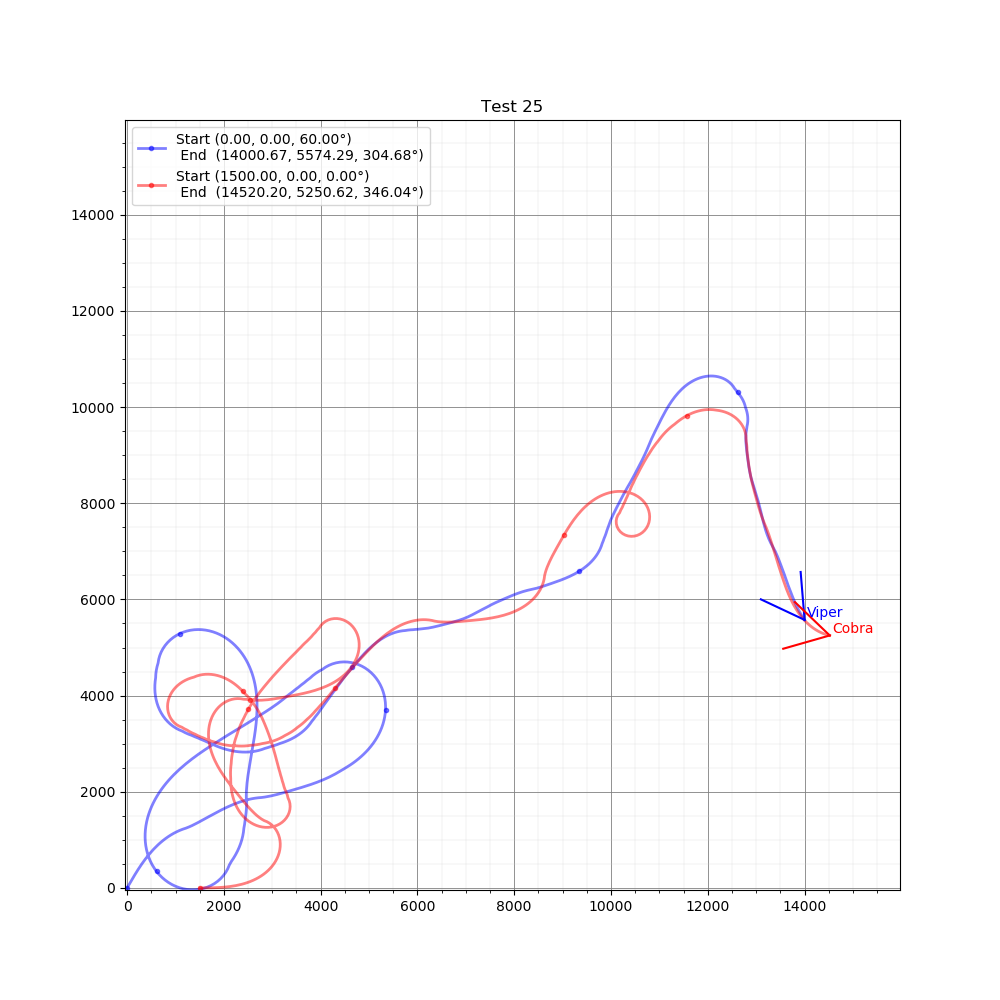 Test 25
Start (0.00, 0.00, 60.00°)
End (14000.67, 5574.29, 304.68°)
Start (1500.00, 0.00, 0.00°)
End (14520.20, 5250.62, 346.04°)
14000
12000
10000
8000
6000
4000
2000
0
Viper
Cobra
0 2000 4000 6000 8000 10000 12000 14000